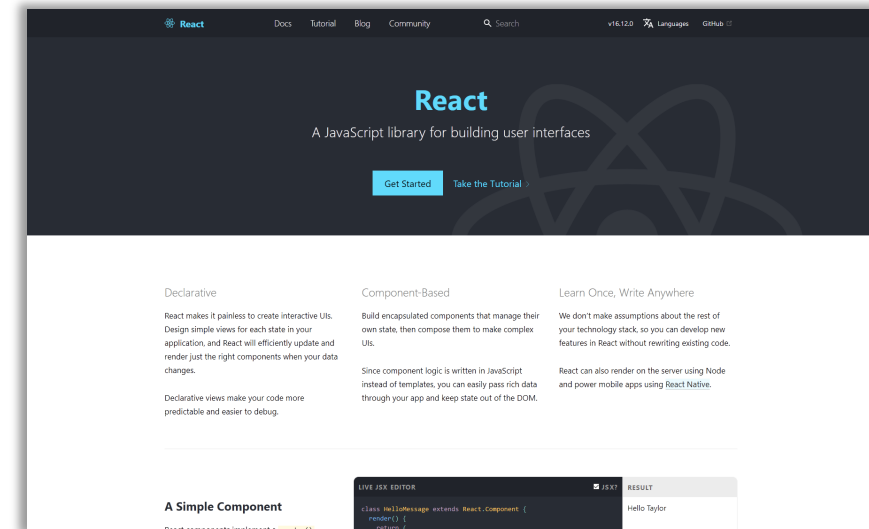 React
Docs
Tutorial
Blog
Community
Search
v16.12.0
Languages
GitHub
React
A JavaScript library for building user interfaces
Get Started
Take the Tutorial
Declarative
React makes it painless to create interactive UIs.
Design simple views for each state in your
application, and React will efficiently update and
render just the right components when your data
changes.
Declarative views make your code more
predictable and easier to debug.
Component-Based
Build encapsulated components that manage their
own state, then compose them to make complex
UIs.
Since component logic is written in JavaScript
instead of templates, you can easily pass rich data
through your app and keep state out of the DOM.
Learn Once, Write Anywhere
We don't make assumptions about the rest of
your technology stack, so you can develop new
features in React without rewriting existing code.
React can also render on the server using Node
and power mobile apps using React Native.
A Simple Component
React components implement a render()
LIVE JSX EDITOR
JSX?
class HelloMessage extends React.Component {
render() {
return (
RESULT
Hello Taylor